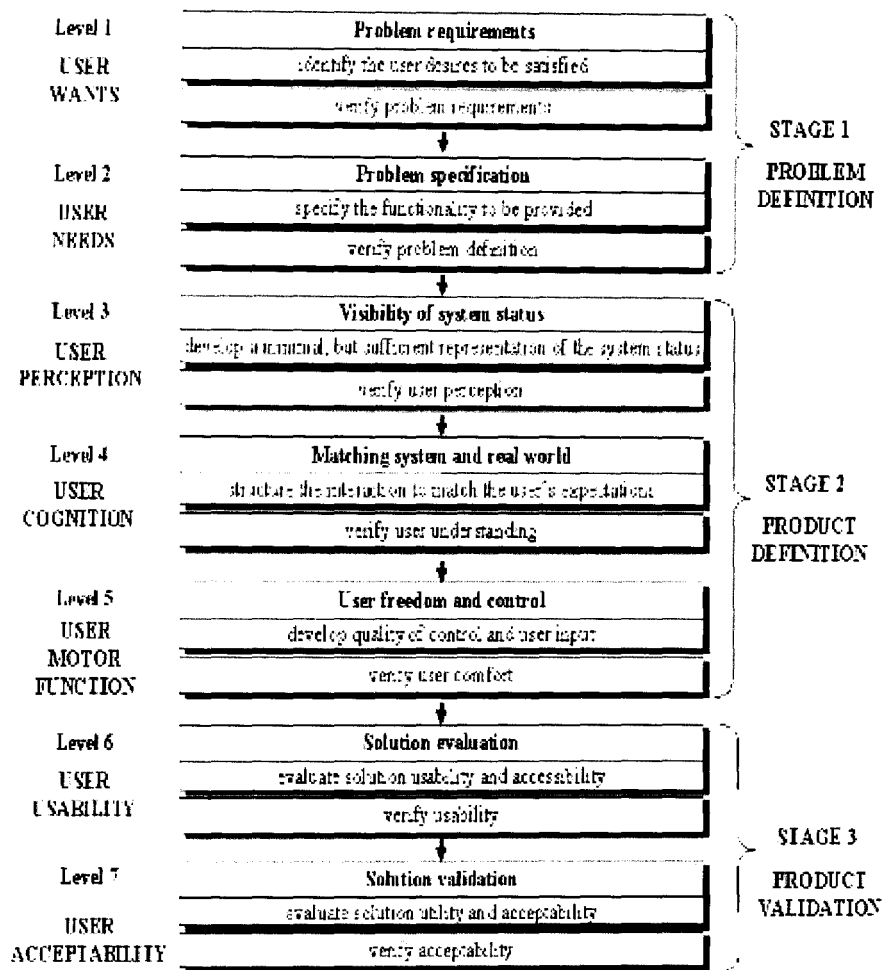 Level 1
USER
WANTS
Problem requirements
identify the user desires to be satisfied
verify problem requirements
Level 2
USER
NEEDS
Problem specification
specify the functionality to be provided
verify problem definition
STAGE 1
PROBLEM
DEFINITION
Level 3
USER
PERCEPTION
Visibility of system status
develop a minimal, but sufficient representation of the system status
verify user perception
Level 4
USER
COGNITION
Matching system and real world
structure the interaction to match the user's expectations
verify user understanding
Level 5
USER
MOTOR
FUNCTION
User freedom and control
develop quality of control and user input
verify user comfort
STAGE 2
PRODUCT
DEFINITION
Level 6
USER
USABILITY
Solution evaluation
evaluate solution usability and accessibility
verify usability
Level 7
USER
ACCEPTABILITY
Solution validation
evaluate solution utility and acceptability
verify acceptability
STAGE 3
PRODUCT
VALIDATION